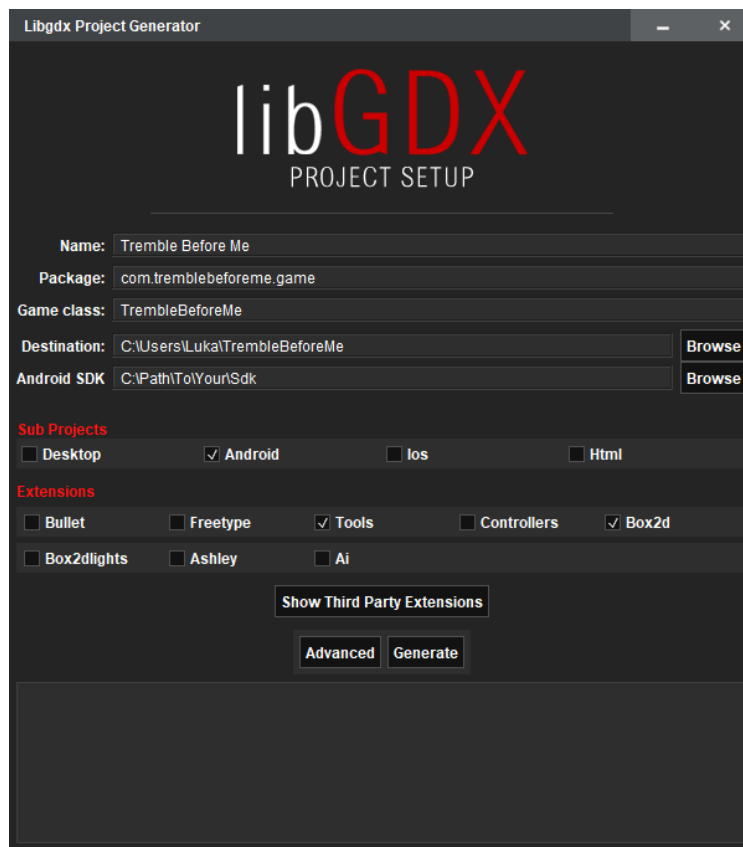 Libgdx Project Generator
libGDX
PROJECT SETUP
Name: Tremble Before Me
Package: com.tremblebeforeme.game
Game class: TrembleBeforeMe
Destination: C:\Users\Luka\TrembleBeforeMe Browse
Android SDK C:\Path\To\Your\Sdk Browse
Sub Projects
Desktop Android Ios Html
Extensions
Bullet Freetype Tools Controllers Box2d
Box2dlights Ashley Ai
Show Third Party Extensions
Advanced Generate